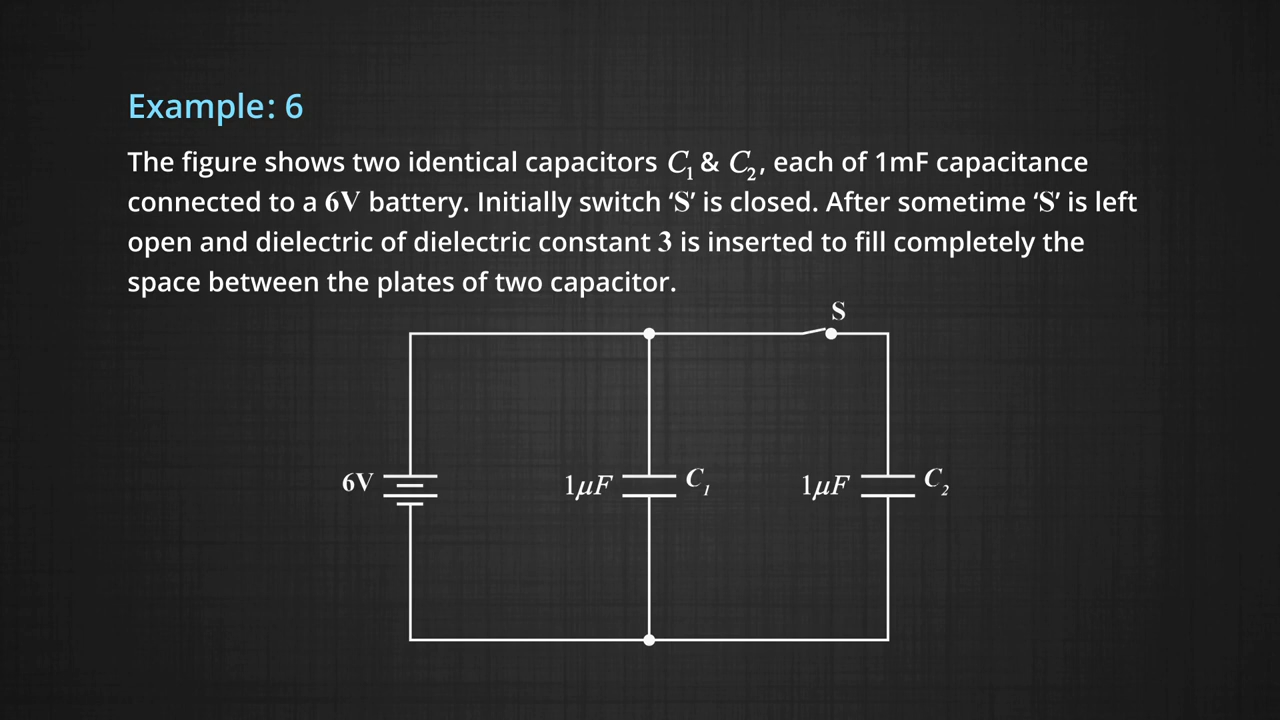 Example: 6
The figure shows two identical capacitors C₁ & C₂, each of 1mF capacitance
connected to a 6V battery. Initially switch ‘S’ is closed. After sometime ‘S’ is left
open and dielectric of dielectric constant 3 is inserted to fill completely the
space between the plates of two capacitor.
S
6V
1μF
C₁
1μF
C₂